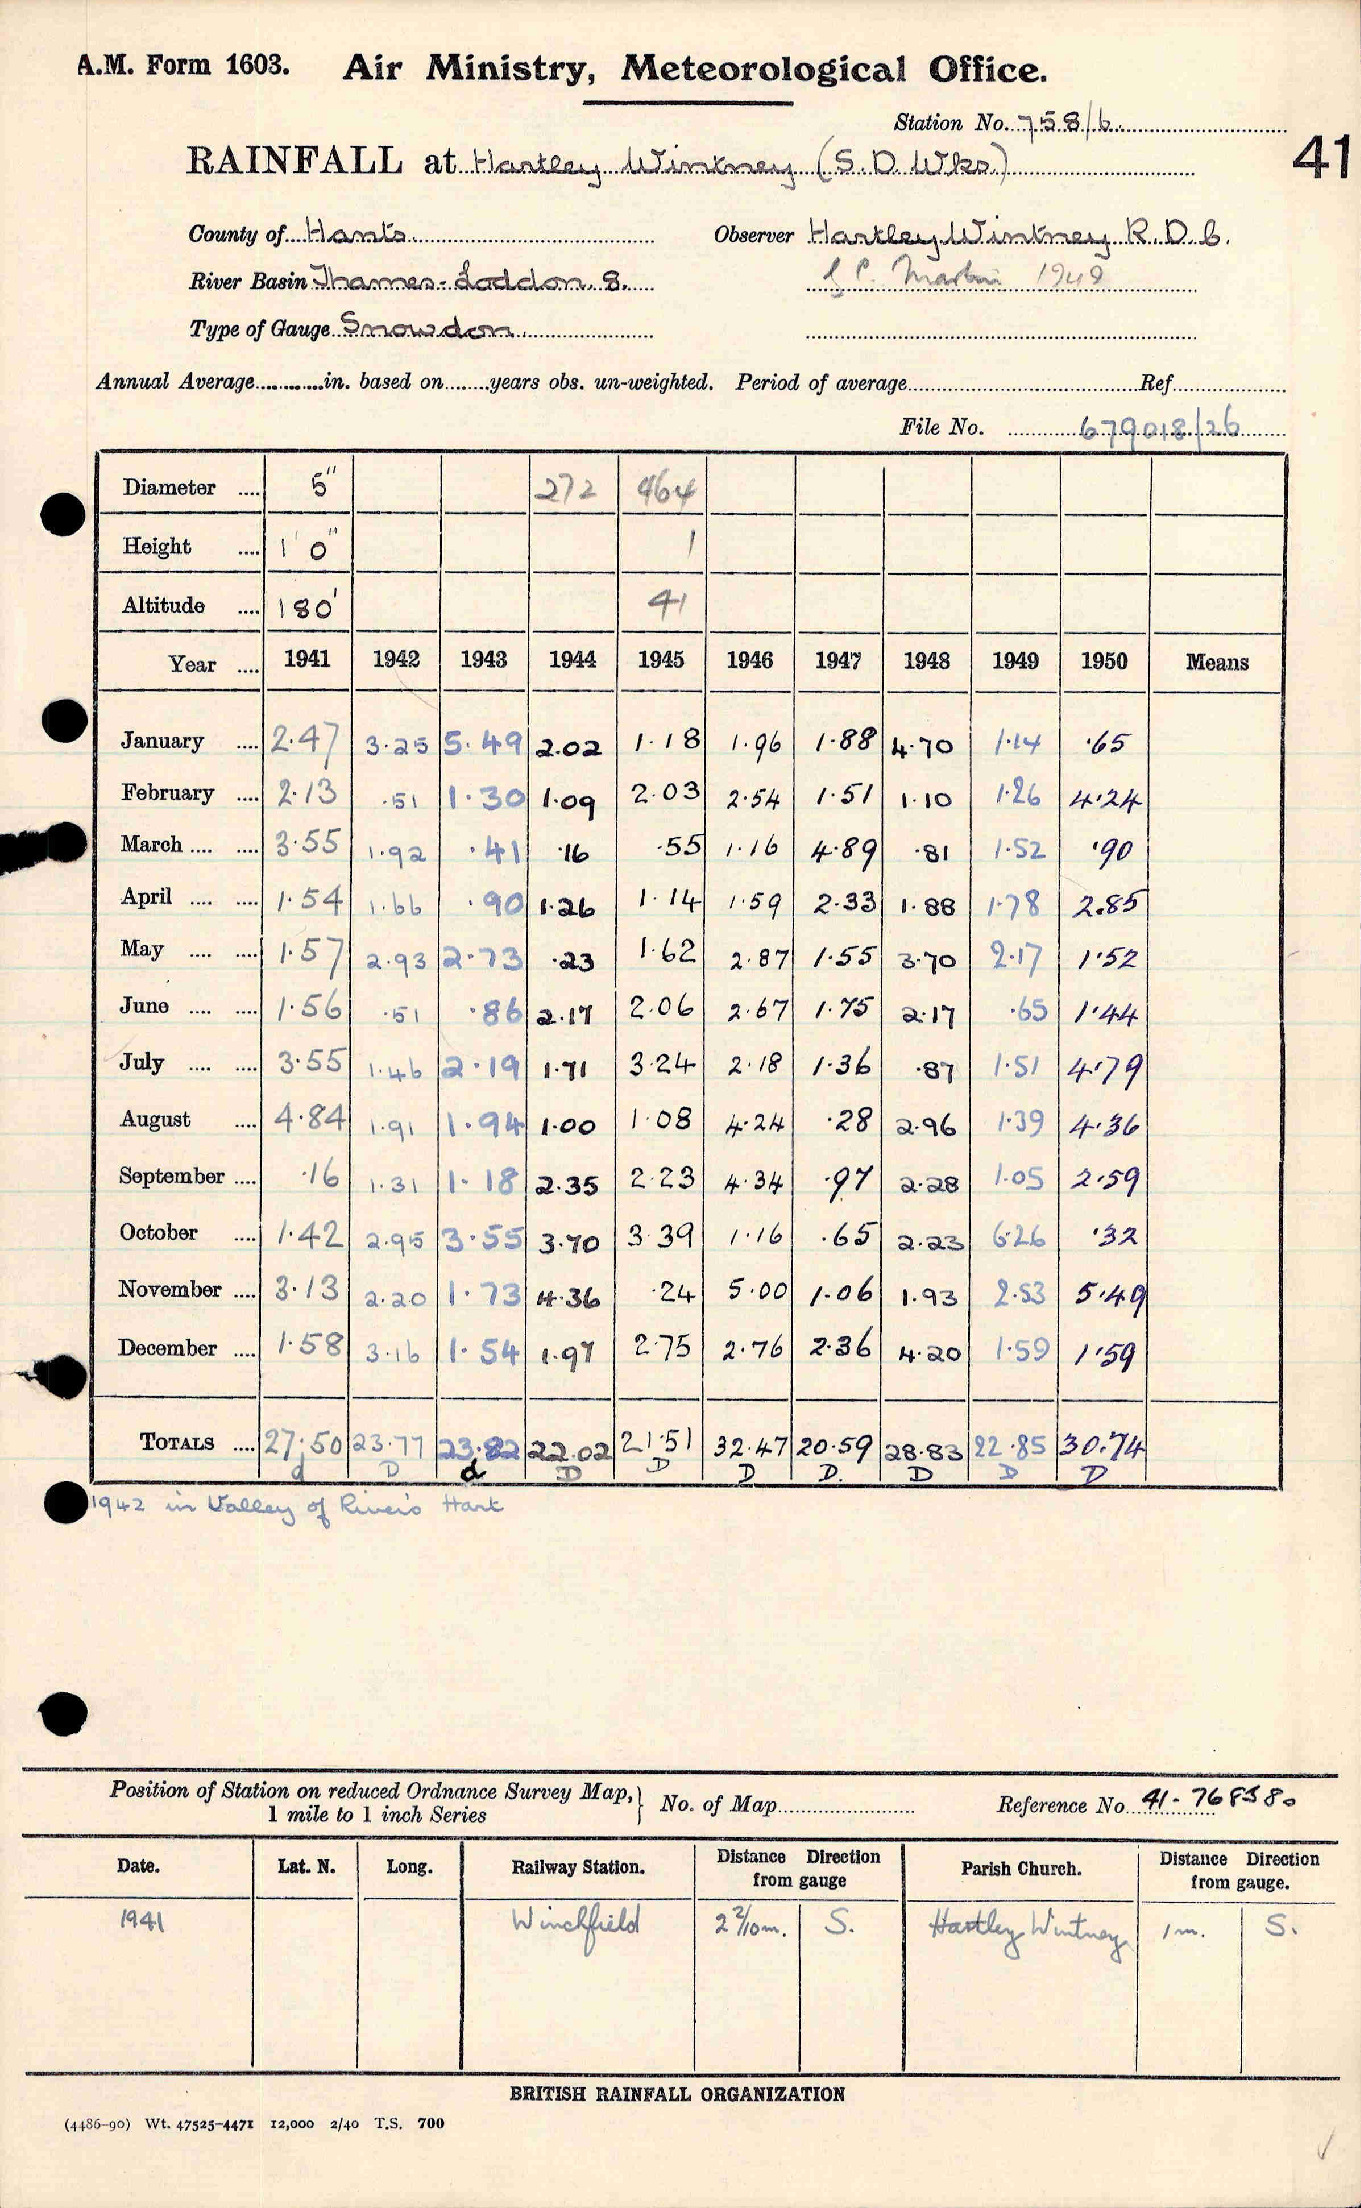 A.M. Form 1603. Air Ministry, Meteorological Office.
Station No. 758/6.
41
RAINFALL at Hartley Wintney (S.D. Wks.)
County of Hants. Observer Hartley Wintney R.D.C.
River Basin Thames - Loddon. 8. Martin 1948
Type of Gauge Snowdon.
Annual Average............in. based on........years obs. un-weighted. Period of average Ref
File No. 679018/26
Diameter .... 5" 272 464
Height .... 1' 0" 1
Altitude .... 180' 41
Year .... 1941 1942 1943 1944 1945 1946 1947 1948 1949 1950 Means
January .... 2.47 3.25 5.49 2.02 1.18 1.96 1.88 4.70 1.14 .65
February .... 2.13 .51 1.30 1.09 2.03 2.54 1.51 1.10 1.26 4.24
March .... .... 3.55 1.92 .41 .16 .55 1.16 4.89 .81 1.52 .90
April .... .... 1.54 1.66 .90 1.26 1.14 1.59 2.33 1.88 1.78 2.85
May .... .... 1.57 2.93 2.73 .23 1.62 2.87 1.55 3.70 2.17 1.52
June .... .... 1.56 .51 .86 2.17 2.06 2.67 1.75 2.17 .65 1.44
July .... .... 3.55 1.46 2.19 1.71 3.24 2.18 1.36 .87 1.51 4.79
August .... 4.84 1.91 1.94 1.00 1.08 4.24 .28 2.96 1.39 4.36
September .... .16 1.31 1.18 2.35 2.23 4.34 .97 2.28 1.05 2.59
October .... 1.42 2.95 3.55 3.70 3.39 1.16 .65 2.23 6.26 .32
November .... 3.13 2.20 1.73 4.36 .24 5.00 1.06 1.93 2.53 5.49
December .... 1.58 3.16 1.54 1.97 2.75 2.76 2.36 4.20 1.59 1.59
TOTALS .... 27.50 23.77 23.82 22.02 21.51 32.47 20.59 28.83 22.85 30.74
d D d D D D D. D D D
1942 in Valley of River Hart
Position of Station on reduced Ordnance Survey Map, } No. of Map Reference No. 41 - 768580
1 mile to 1 inch Series
Date. Lat. N. Long. Railway Station. Distance Direction from gauge Parish Church. Distance Direction from gauge.
1941 Winchfield 2 2/10 m. S. Hartley Wintney 1 m. S.
BRITISH RAINFALL ORGANIZATION
(4486-90) Wt. 47525-4471 12,000 2/40 T.S. 700